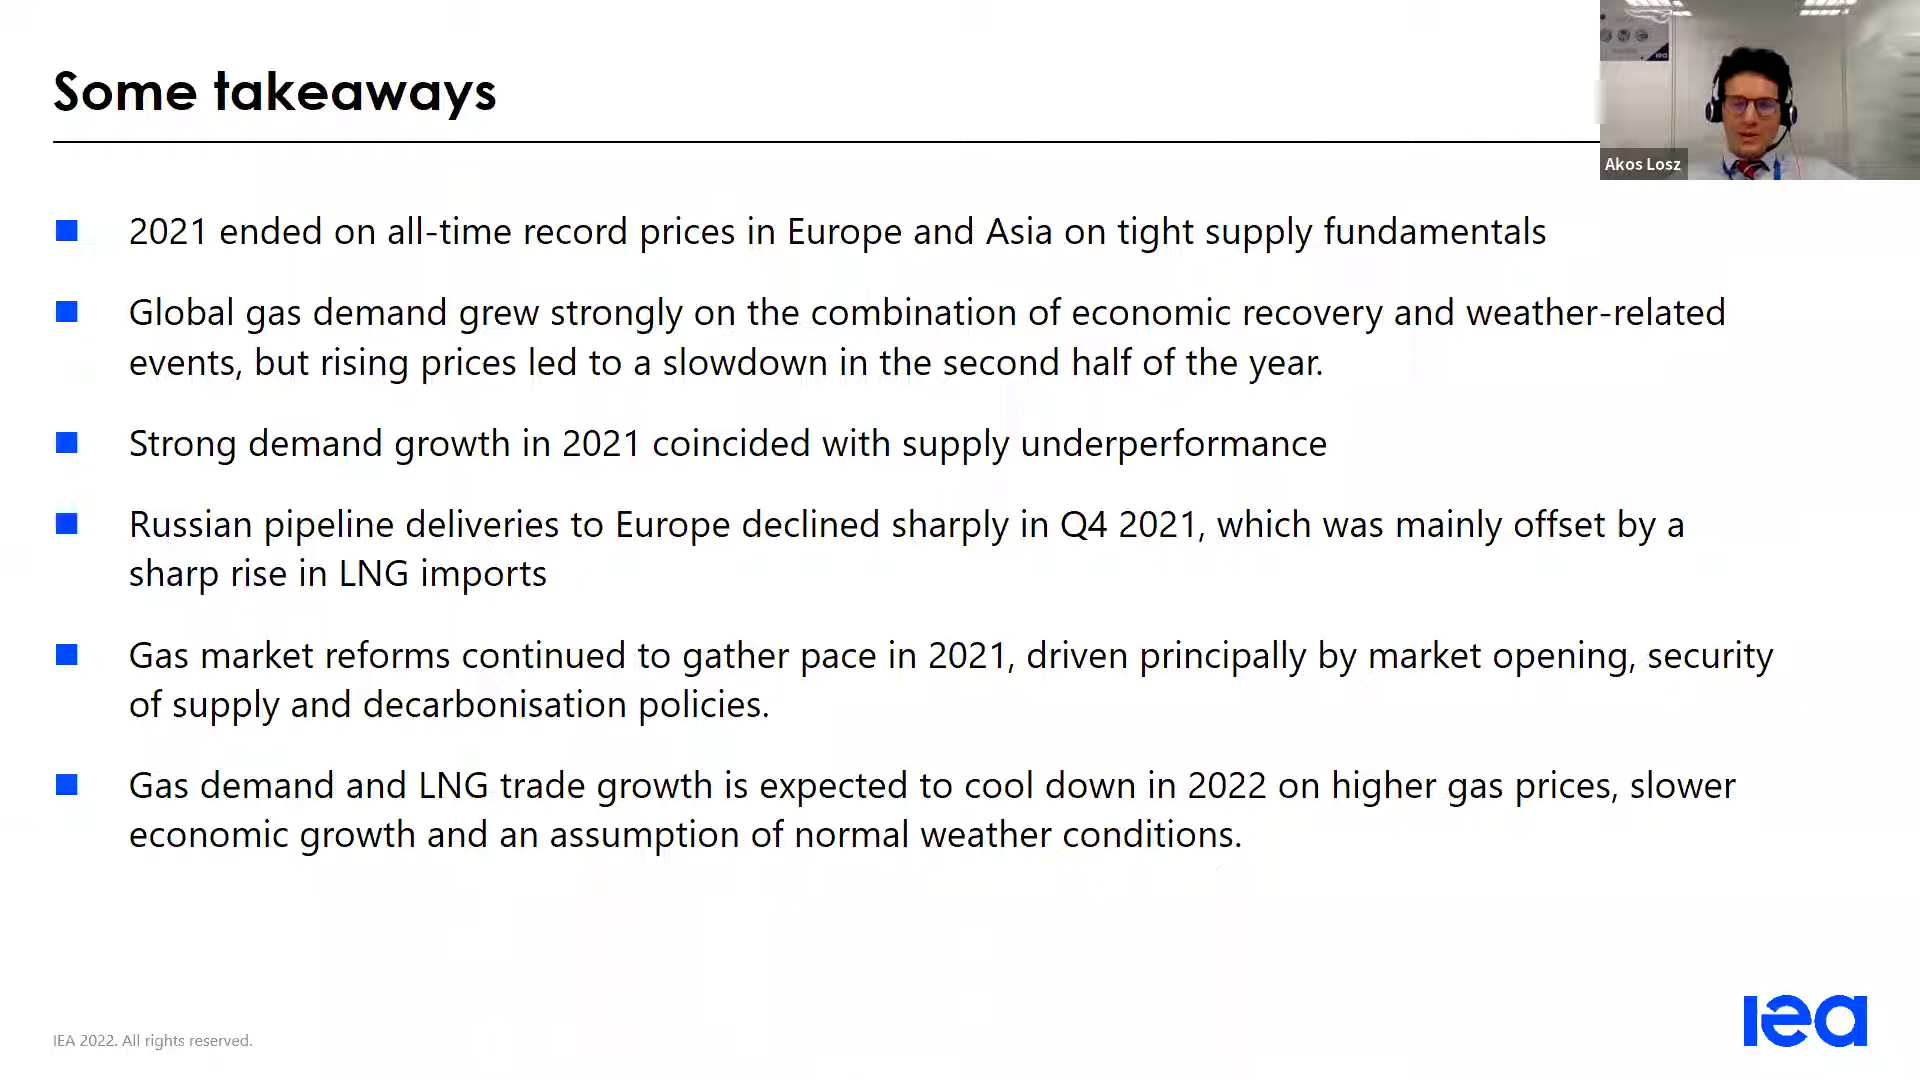 Some takeaways
Akos Losz
2021 ended on all-time record prices in Europe and Asia on tight supply fundamentals
Global gas demand grew strongly on the combination of economic recovery and weather-related
events, but rising prices led to a slowdown in the second half of the year.
Strong demand growth in 2021 coincided with supply underperformance
Russian pipeline deliveries to Europe declined sharply in Q4 2021, which was mainly offset by a
sharp rise in LNG imports
Gas market reforms continued to gather pace in 2021, driven principally by market opening, security
of supply and decarbonisation policies.
Gas demand and LNG trade growth is expected to cool down in 2022 on higher gas prices, slower
economic growth and an assumption of normal weather conditions.
IEA 2022. All rights reserved.
iea